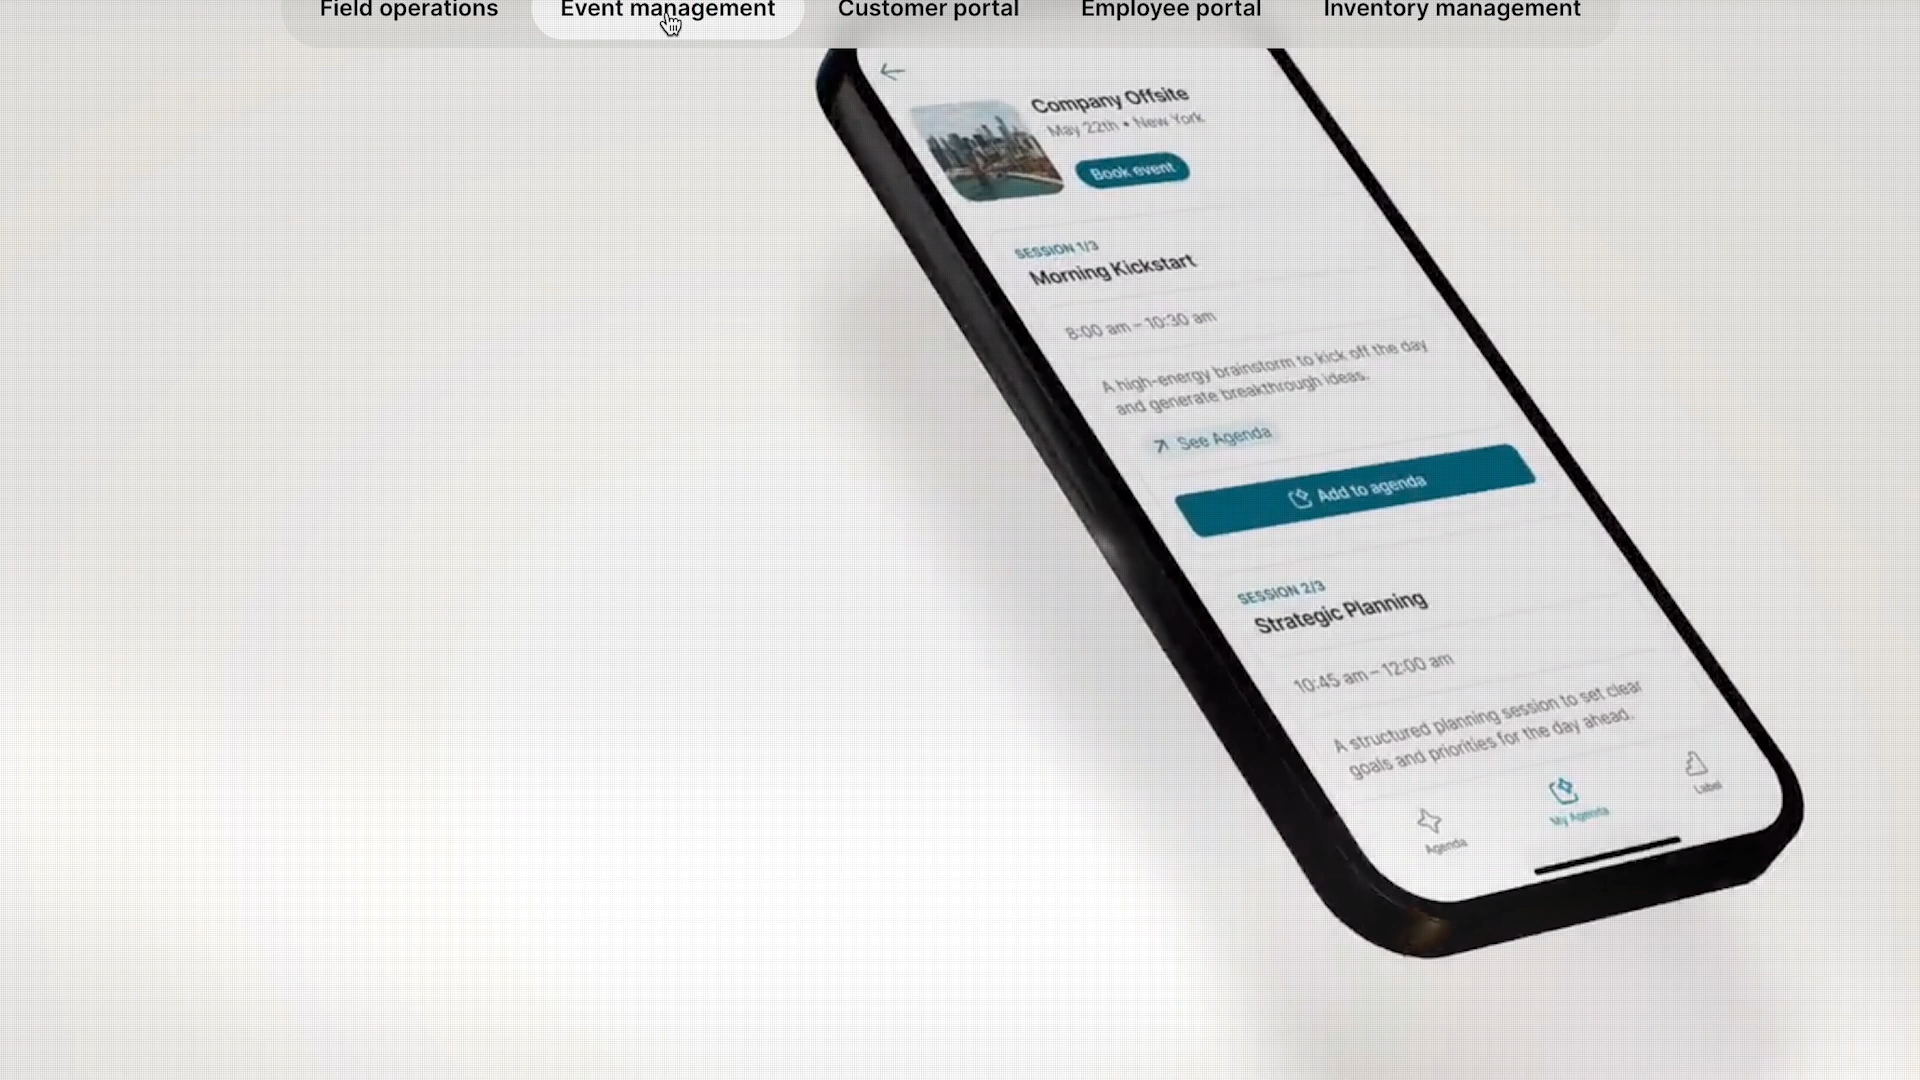 Field operations
Event management
Customer portal
Employee portal
Inventory management
Company Offsite
May 22th • New York
Book event
SESSION 1/3
Morning Kickstart
8:00 am – 10:30 am
A high-energy brainstorm to kick off the day
and generate breakthrough ideas.
See Agenda
Add to agenda
SESSION 2/3
Strategic Planning
10:45 am – 12:00 am
A structured planning session to set clear
goals and priorities for the day ahead.
Agenda
My Agenda
Label